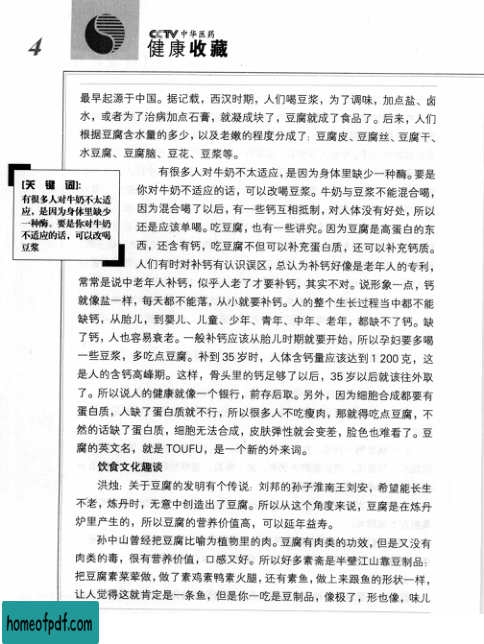 4
CCTV中华医药
健康收藏
最早起源于中国。据记载，西汉时期，人们喝豆浆，为了调味，加点盐、卤
水，或者为了治病加点石膏，就凝成块了，豆腐就成了食品了。后来，人们
根据豆腐含水量的多少，以及老嫩的程度分成了：豆腐皮、豆腐丝、豆腐干、
水豆腐、豆腐脑、豆花、豆浆等。
有很多人对牛奶不太适应，是因为身体里缺少一种酶。要是
你对牛奶不适应的话，可以改喝豆浆。牛奶与豆浆不能混合喝，
因为混合喝了以后，有一些钙互相抵制，对人体没有好处，所以
还是应该单喝。吃豆腐，也有一些讲究。因为豆腐是高蛋白的东
西，还含有钙，吃豆腐不但可以补充蛋白质，还可以补充钙质。
人们有时对补钙有认识误区，总认为补钙好像是老年人的专利，
常常是说中老年人补钙，似乎人老了才要补钙，其实不对。说形象一点，钙
就像盐一样，每天都不能落，从小就要补钙。人的整个生长过程当中都不能
缺钙，从胎儿，到婴儿、儿童、少年、青年、中年、老年，都缺不了钙。缺
了钙，人也容易衰老。一般补钙应该从胎儿时期就要开始，所以孕妇要多喝
一些豆浆，多吃点豆腐。补到35岁时，人体含钙量应该达到1 200克，这
是人的含钙高峰期。这样，骨头里的钙足够了以后，35岁以后就该往外取
了。所以说人的健康就像一个银行，前存后取。另外，因为细胞合成都要有
蛋白质，人缺了蛋白质就不行，所以很多人不吃瘦肉，那就得吃点豆腐，不
然的话缺了蛋白质，细胞无法合成，皮肤弹性就会变差，脸色也难看了。豆
腐的英文名，就是TOUFU，是一个新的外来词。
饮食文化趣谈
洪烛：关于豆腐的发明有个传说：刘邦的孙子淮南王刘安，希望能长生
不老，炼丹时，无意中创造出了豆腐。所以从这个角度来说，豆腐是在炼丹
炉里产生的，所以豆腐的营养价值高，可以延年益寿。
孙中山曾经把豆腐比喻为植物里的肉。豆腐有肉类的功效，但是又没有
肉类的毒，很有营养价值，口感又好。所以好多素斋是半壁江山靠豆制品：
把豆腐素菜荤做，做了素鸡素鸭素火腿，还有素鱼，做上来跟鱼的形状一样，
让人觉得这就肯定是一条鱼，但是你一吃是豆制品，像极了，形也像，味儿
[关 键 词]:
有很多人对牛奶不太适
应，是因为身体里缺少
一种酶。要是你对牛奶
不适应的话，可以改喝
豆浆
homeofpdf.com